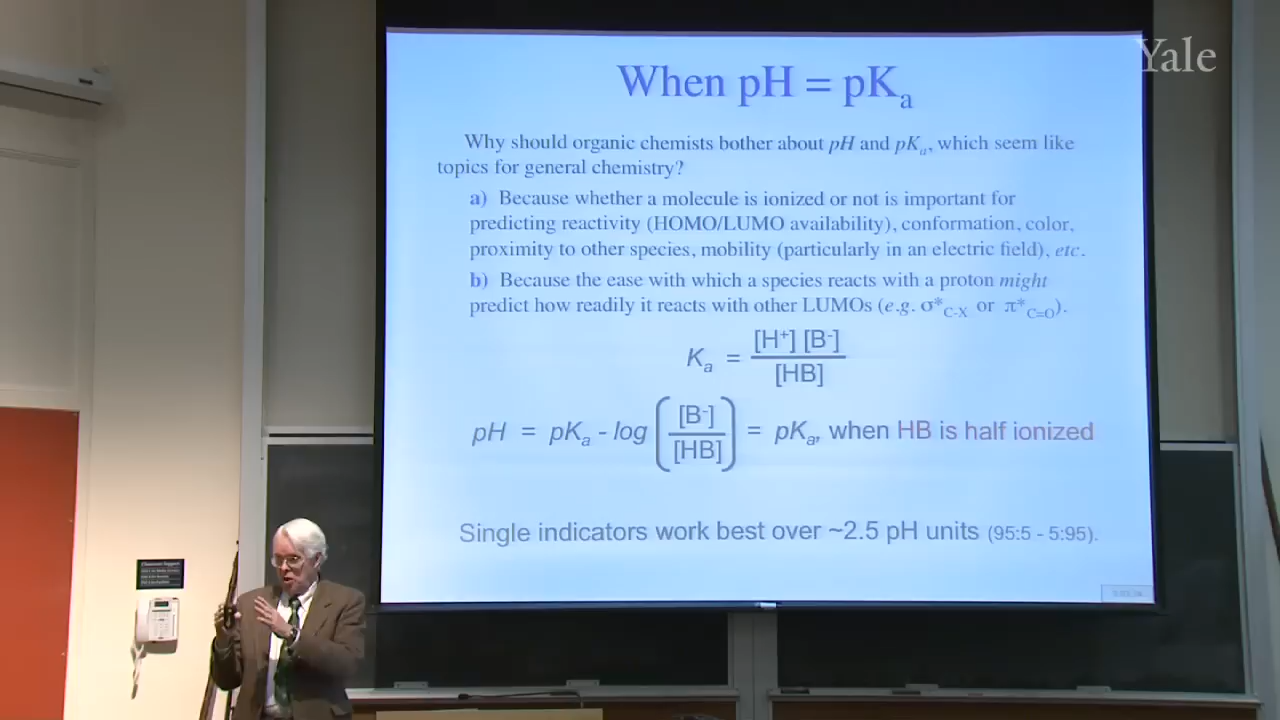 Yale
When pH = pKₐ
Why should organic chemists bother about pH and pKₐ, which seem like
topics for general chemistry?
a) Because whether a molecule is ionized or not is important for
predicting reactivity (HOMO/LUMO availability), conformation, color,
proximity to other species, mobility (particularly in an electric field), etc.
b) Because the ease with which a species reacts with a proton might
predict how readily it reacts with other LUMOs (e.g. σ*C-X or π*C=O).
Kₐ = [H⁺] [B⁻] / [HB]
pH = pKₐ - log ([B⁻] / [HB]) = pKₐ, when HB is half ionized
Single indicators work best over ~2.5 pH units (95:5 - 5:95).